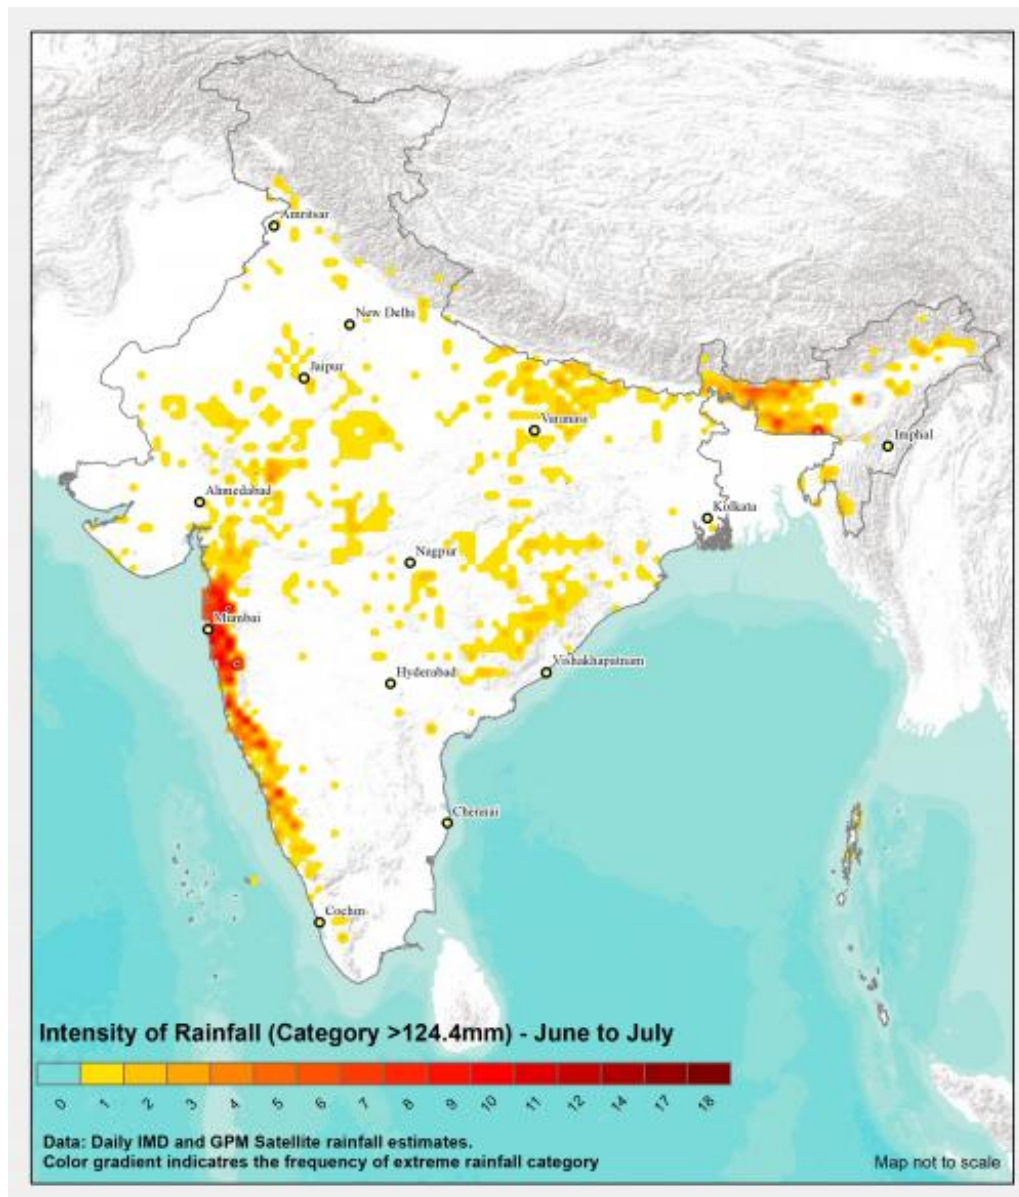 Amritsar
New Delhi
Jaipur
Varanasi
Imphal
Ahmedabad
Kolkata
Nagpur
Mumbai
Hyderabad
Vishakhapatnam
Chennai
Cochin
Intensity of Rainfall (Category >124.4mm) - June to July
0 1 2 3 4 5 6 7 8 9 10 11 12 14 17 18
Data: Daily IMD and GPM Satellite rainfall estimates.
Color gradient indicatres the frequency of extreme rainfall category
Map not to scale